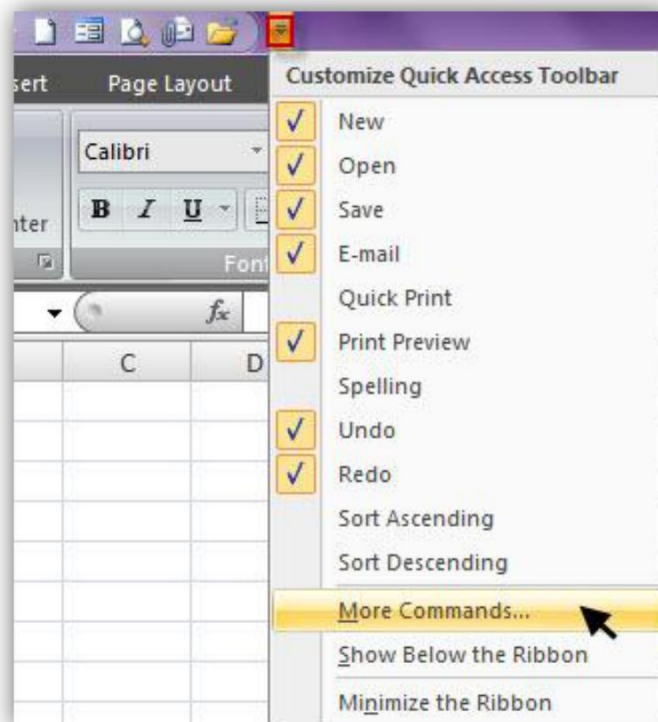 sert Page Layout
Customize Quick Access Toolbar
New
Open
Save
E-mail
Quick Print
Print Preview
Spelling
Undo
Redo
Sort Ascending
Sort Descending
More Commands...
Show Below the Ribbon
Minimize the Ribbon
Calibri
B I U
nter
Font
fx
C D